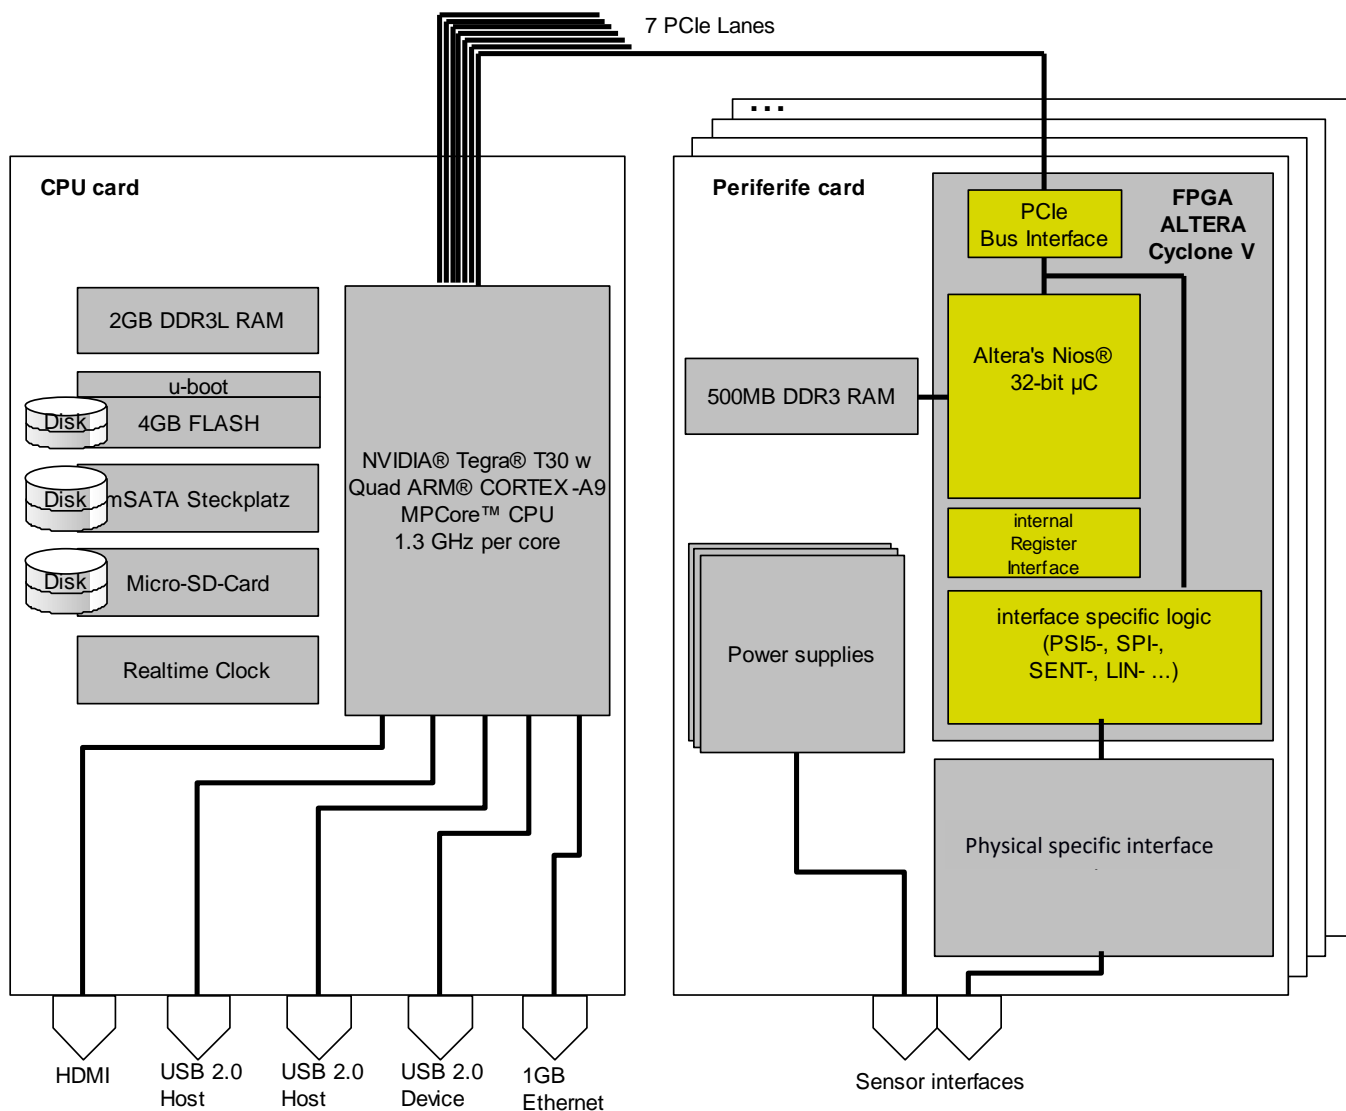 7 PCIe Lanes
...
CPU card
2GB DDR3L RAM
u-boot
Disk
4GB FLASH
Disk
mSATA Steckplatz
Disk
Micro-SD-Card
Realtime Clock
NVIDIA® Tegra® T30 w
Quad ARM® CORTEX-A9
MPCore™ CPU
1.3 GHz per core
HDMI
USB 2.0
Host
USB 2.0
Host
USB 2.0
Device
1GB
Ethernet
Periferife card
FPGA
ALTERA
Cyclone V
PCIe
Bus Interface
Altera's Nios®
32-bit µC
500MB DDR3 RAM
internal
Register
Interface
interface specific logic
(PSI5-, SPI-,
SENT-, LIN- ...)
Power supplies
Physical specific interface
Sensor interfaces